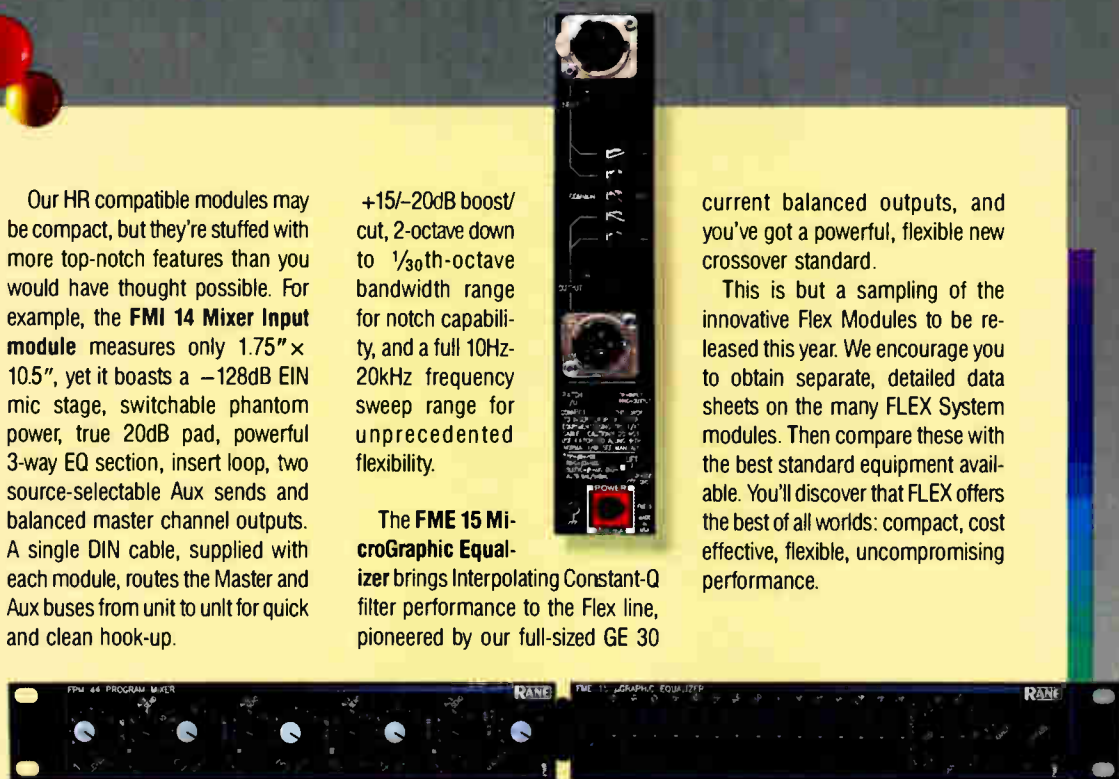 Our HR compatible modules may
be compact, but they're stuffed with
more top-notch features than you
would have thought possible. For
example, the FMI 14 Mixer Input
module measures only 1.75" ×
10.5", yet it boasts a –128dB EIN
mic stage, switchable phantom
power, true 20dB pad, powerful
3-way EQ section, insert loop, two
source-selectable Aux sends and
balanced master channel outputs.
A single DIN cable, supplied with
each module, routes the Master and
Aux buses from unit to unit for quick
and clean hook-up.
+15/–20dB boost/
cut, 2-octave down
to 1/30th-octave
bandwidth range
for notch capabili-
ty, and a full 10Hz-
20kHz frequency
sweep range for
unprecedented
flexibility.
The FME 15 Mi-
croGraphic Equal-
izer brings Interpolating Constant-Q
filter performance to the Flex line,
pioneered by our full-sized GE 30
INPUT
COMMON
OUTPUT
POWER
current balanced outputs, and
you've got a powerful, flexible new
crossover standard.
This is but a sampling of the
innovative Flex Modules to be re-
leased this year. We encourage you
to obtain separate, detailed data
sheets on the many FLEX System
modules. Then compare these with
the best standard equipment avail-
able. You'll discover that FLEX offers
the best of all worlds: compact, cost
effective, flexible, uncompromising
performance.
FPM 44 PROGRAM MIXER
RANE
FME 15 µGRAPHIC EQUALIZER
RANE